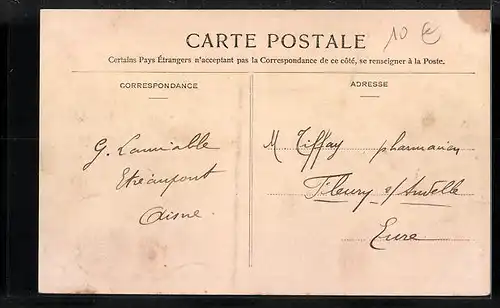 CARTE POSTALE
10 €
Certains Pays Étrangers n'acceptant pas la Correspondance de ce côté, se renseigner à la Poste.
CORRESPONDANCE
G. Lanniable
Etréaupont
Aisne
ADRESSE
M Tiffay pharmacien
Fleury s/Andelle
Eure